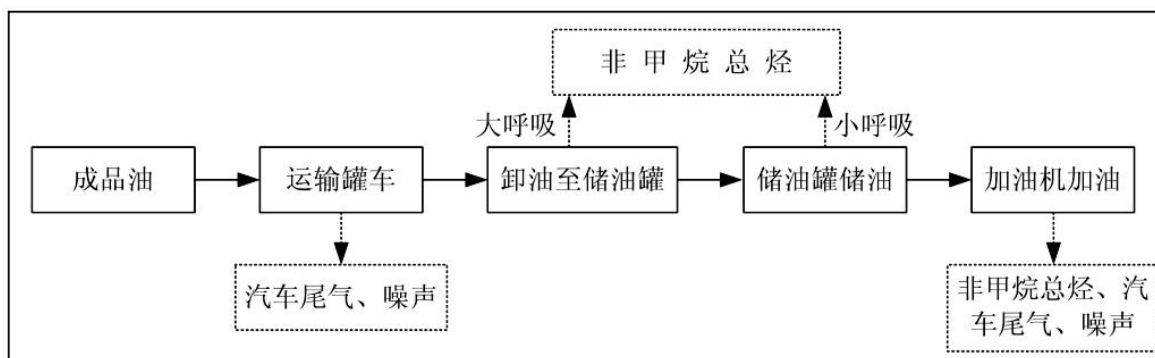 非甲烷总烃
大呼吸
小呼吸
成品油
运输罐车
卸油至储油罐
储油罐储油
加油机加油
汽车尾气、噪声
非甲烷总烃、汽
车尾气、噪声